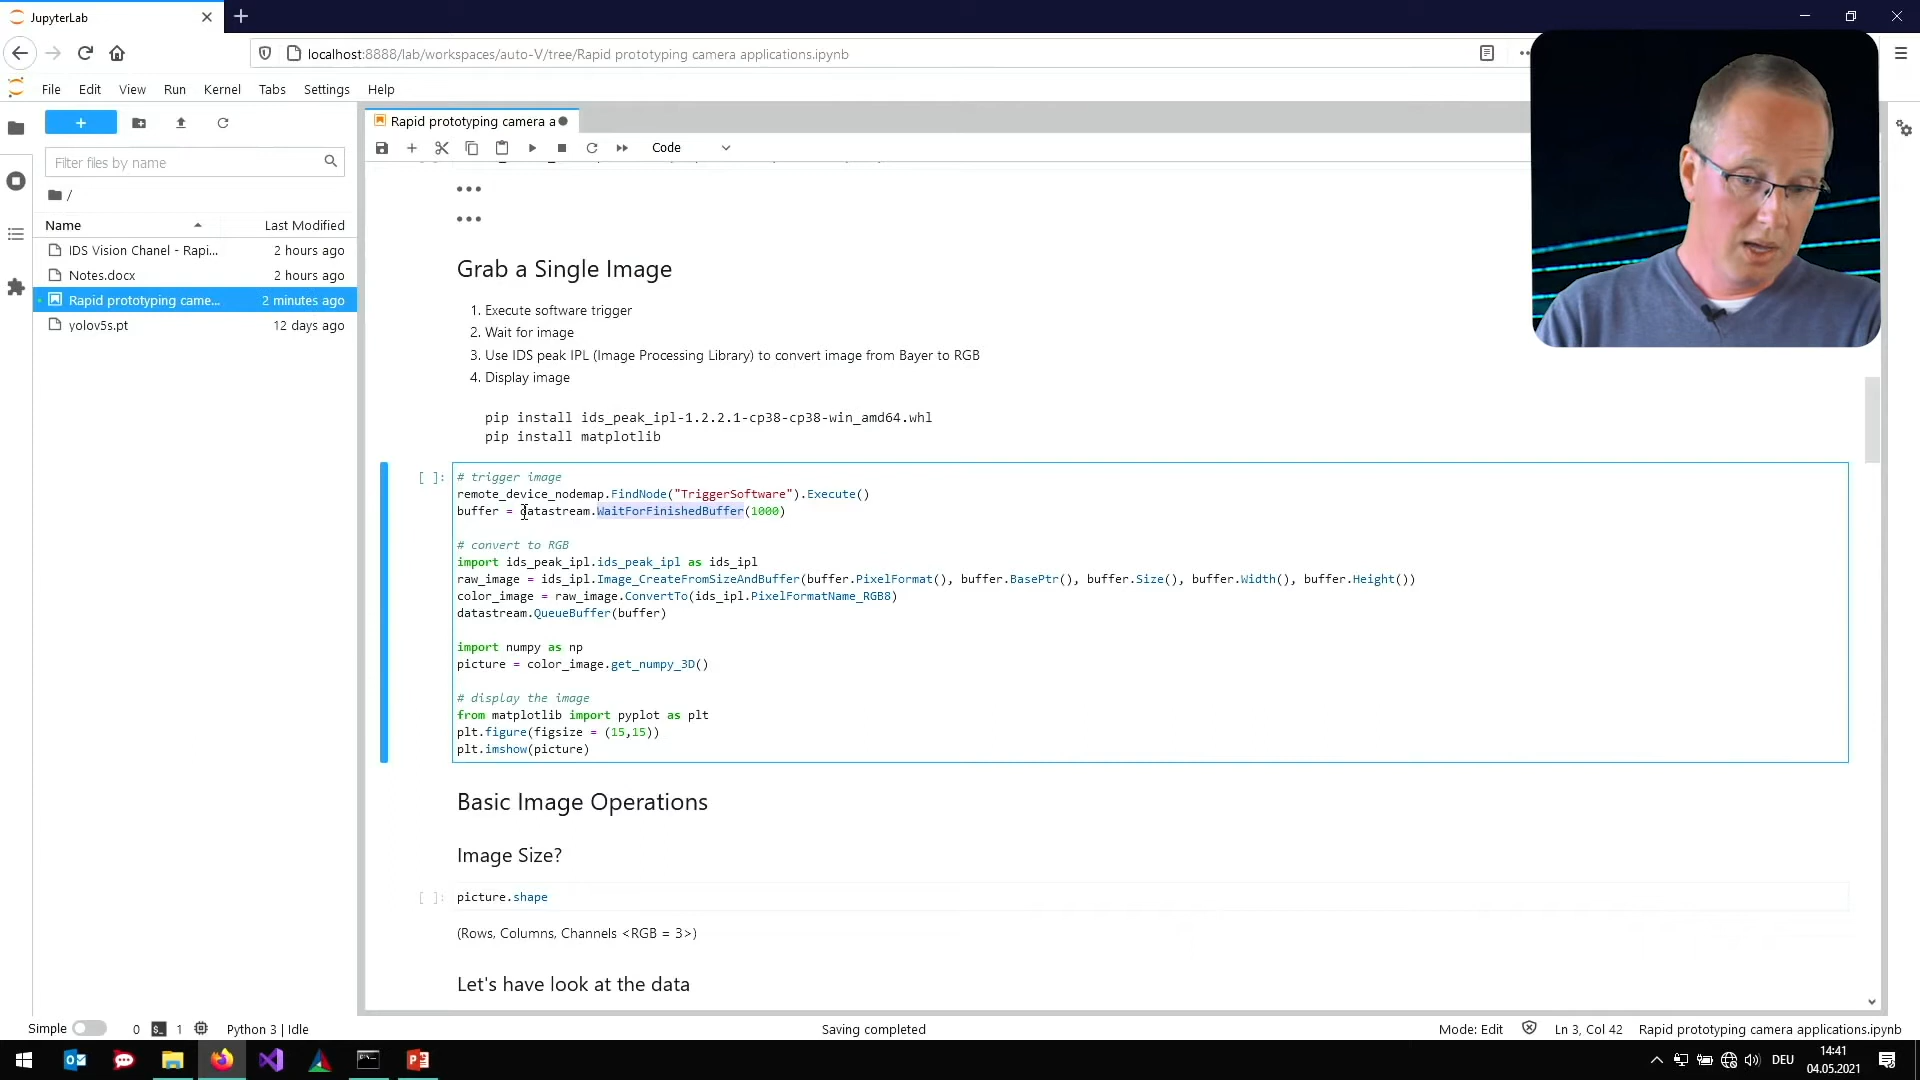 JupyterLab
localhost:8888/lab/workspaces/auto-V/tree/Rapid prototyping camera applications.ipynb
File Edit View Run Kernel Tabs Settings Help
Filter files by name
/
Name Last Modified
IDS Vision Chanel - Rapi... 2 hours ago
Notes.docx 2 hours ago
Rapid prototyping came... 2 minutes ago
yolov5s.pt 12 days ago
Rapid prototyping camera a
Code
Grab a Single Image
1. Execute software trigger
2. Wait for image
3. Use IDS peak IPL (Image Processing Library) to convert image from Bayer to RGB
4. Display image
pip install ids_peak_ipl-1.2.2.1-cp38-cp38-win_amd64.whl
pip install matplotlib
[ ]:
# trigger image
remote_device_nodemap.FindNode("TriggerSoftware").Execute()
buffer = datastream.WaitForFinishedBuffer(1000)
# convert to RGB
import ids_peak_ipl.ids_peak_ipl as ids_ipl
raw_image = ids_ipl.Image_CreateFromSizeAndBuffer(buffer.PixelFormat(), buffer.BasePtr(), buffer.Size(), buffer.Width(), buffer.Height())
color_image = raw_image.ConvertTo(ids_ipl.PixelFormatName_RGB8)
datastream.QueueBuffer(buffer)
import numpy as np
picture = color_image.get_numpy_3D()
# display the image
from matplotlib import pyplot as plt
plt.figure(figsize = (15,15))
plt.imshow(picture)
Basic Image Operations
Image Size?
[ ]: picture.shape
(Rows, Columns, Channels <RGB = 3>)
Let's have look at the data
Simple 0 $_ 1 Python 3 | Idle Saving completed Mode: Edit Ln 3, Col 42 Rapid prototyping camera applications.ipynb
DEU 14:41
04.05.2021